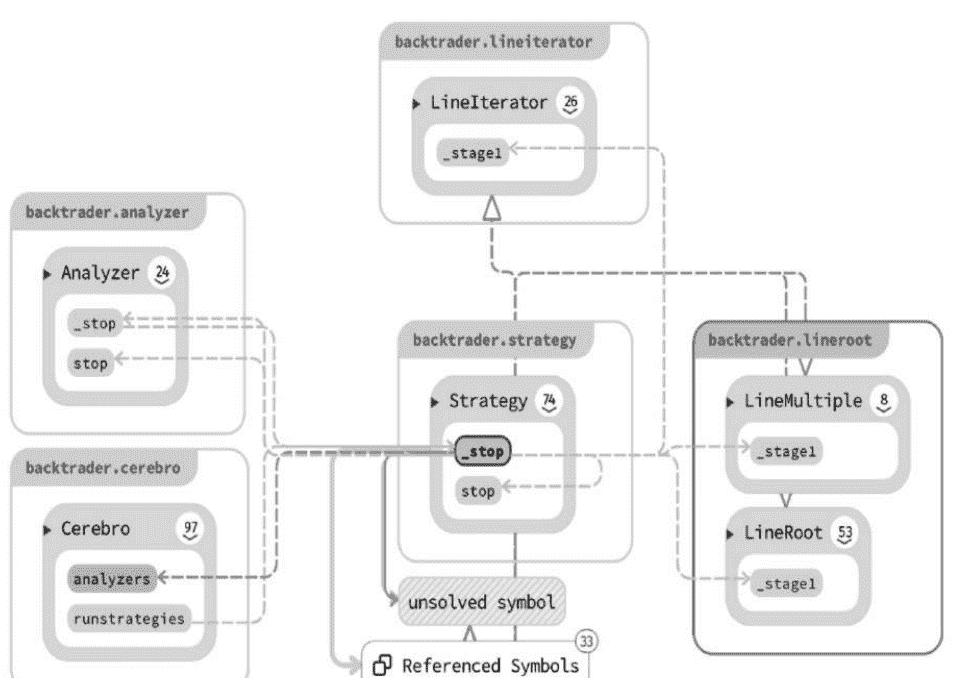 backtrader.lineiterator
LineIterator 26
_stage1
backtrader.analyzer
Analyzer 24
_stop
stop
backtrader.strategy
Strategy 74
_stop
stop
backtrader.lineroot
LineMultiple 8
_stage1
LineRoot 53
_stage1
backtrader.cerebro
Cerebro 97
analyzers
runstrategies
unsolved symbol
33
Referenced Symbols